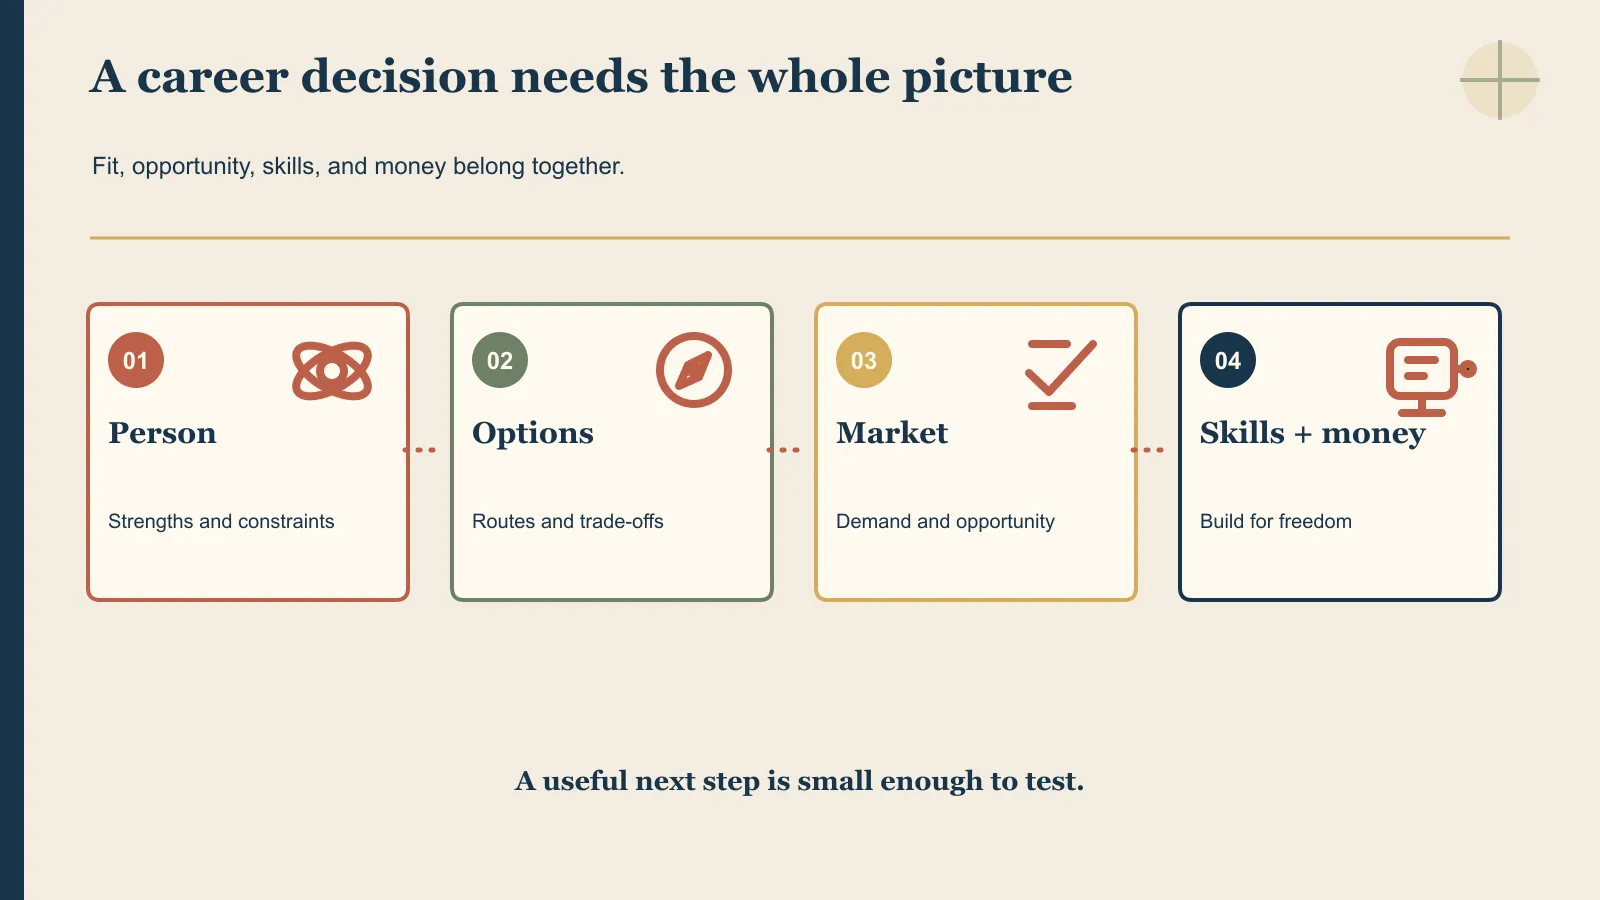 A career decision needs the whole picture
Fit, opportunity, skills, and money belong together.
01
Person
Strengths and constraints
02
Options
Routes and trade-offs
03
Market
Demand and opportunity
04
Skills + money
Build for freedom
A useful next step is small enough to test.